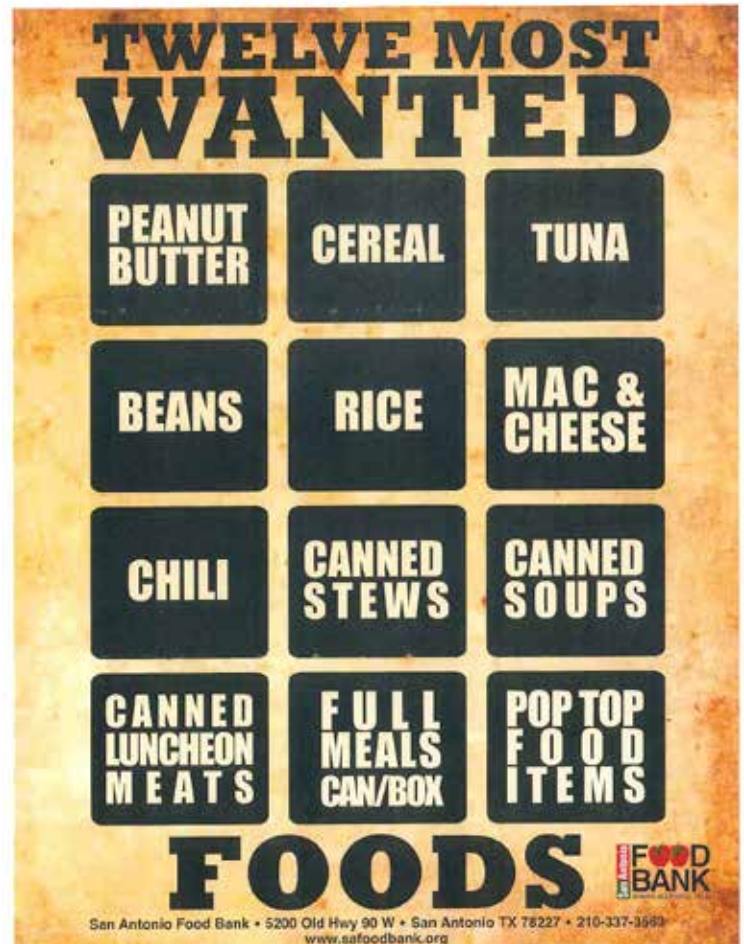 TWELVE MOST
WANTED
PEANUT
BUTTER
CEREAL
TUNA
BEANS
RICE
MAC &
CHEESE
CHILI
CANNED
STEWS
CANNED
SOUPS
CANNED
LUNCHEON
MEATS
FULL
MEALS
CAN/BOX
POP TOP
FOOD
ITEMS
FOODS
San Antonio
FOOD
BANK
San Antonio Food Bank • 5200 Old Hwy 90 W • San Antonio TX 78227 • 210-337-3663
www.safoodbank.org